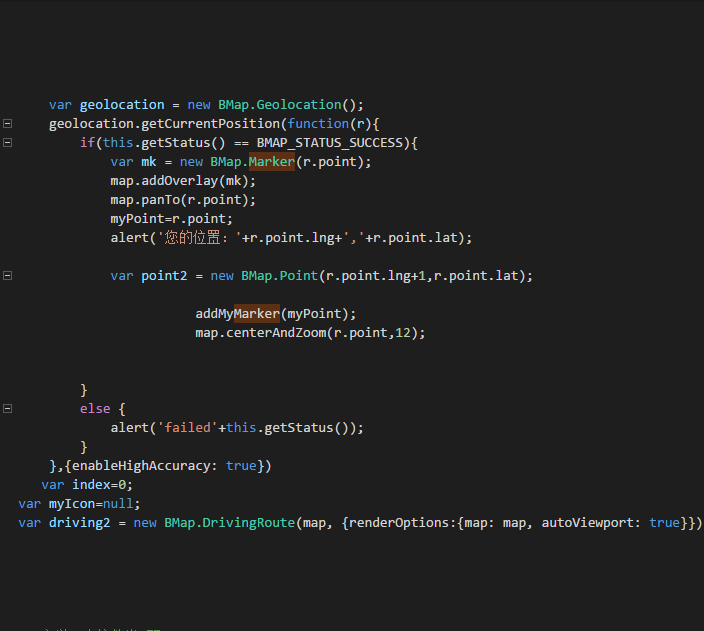 var geolocation = new BMap.Geolocation();
geolocation.getCurrentPosition(function(r){
if(this.getStatus() == BMAP_STATUS_SUCCESS){
var mk = new BMap.Marker(r.point);
map.addOverlay(mk);
map.panTo(r.point);
myPoint=r.point;
alert('您的位置：'+r.point.lng+','+r.point.lat);
var point2 = new BMap.Point(r.point.lng+1,r.point.lat);
addMyMarker(myPoint);
map.centerAndZoom(r.point,12);
}
else {
alert('failed'+this.getStatus());
}
},{enableHighAccuracy: true})
var index=0;
var myIcon=null;
var driving2 = new BMap.DrivingRoute(map, {renderOptions:{map: map, autoViewport: true}})